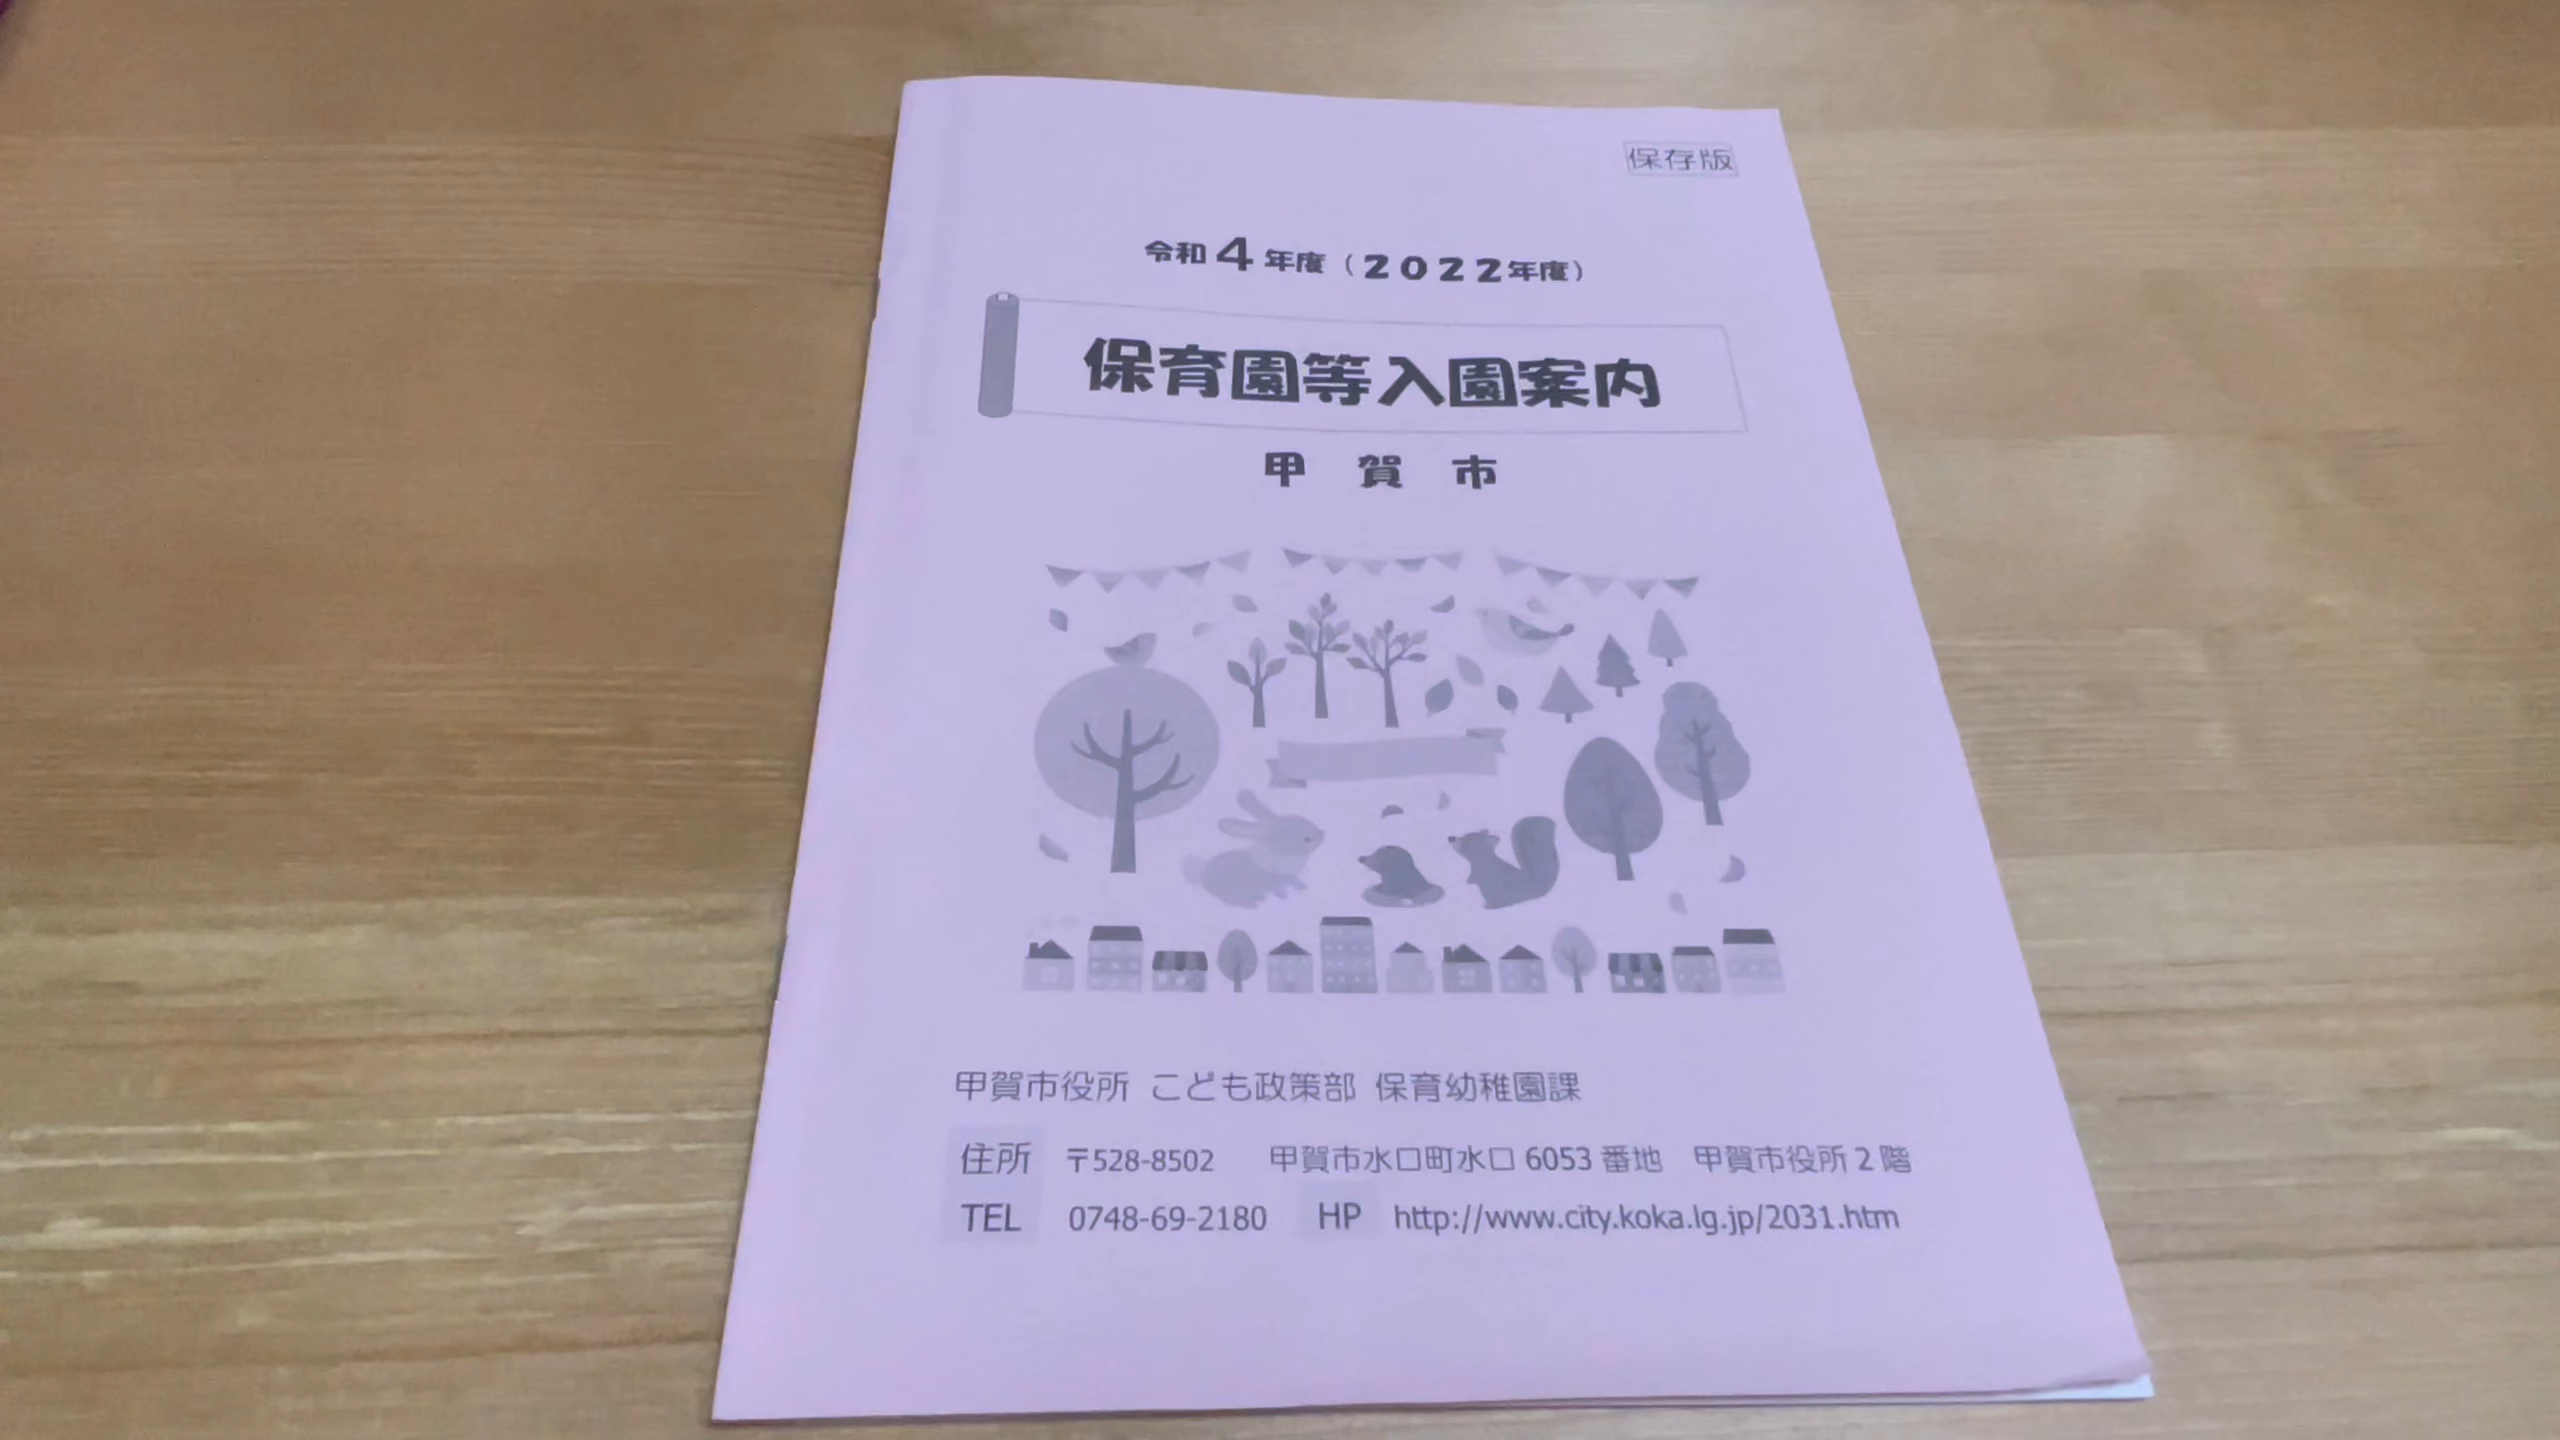 保存版
令和4年度（2022年度）
保育園等入園案内
甲賀市
甲賀市役所 こども政策部 保育幼稚園課
住所 〒528-8502 甲賀市水口町水口6053番地 甲賀市役所2階
TEL 0748-69-2180 HP http://www.city.koka.lg.jp/2031.htm